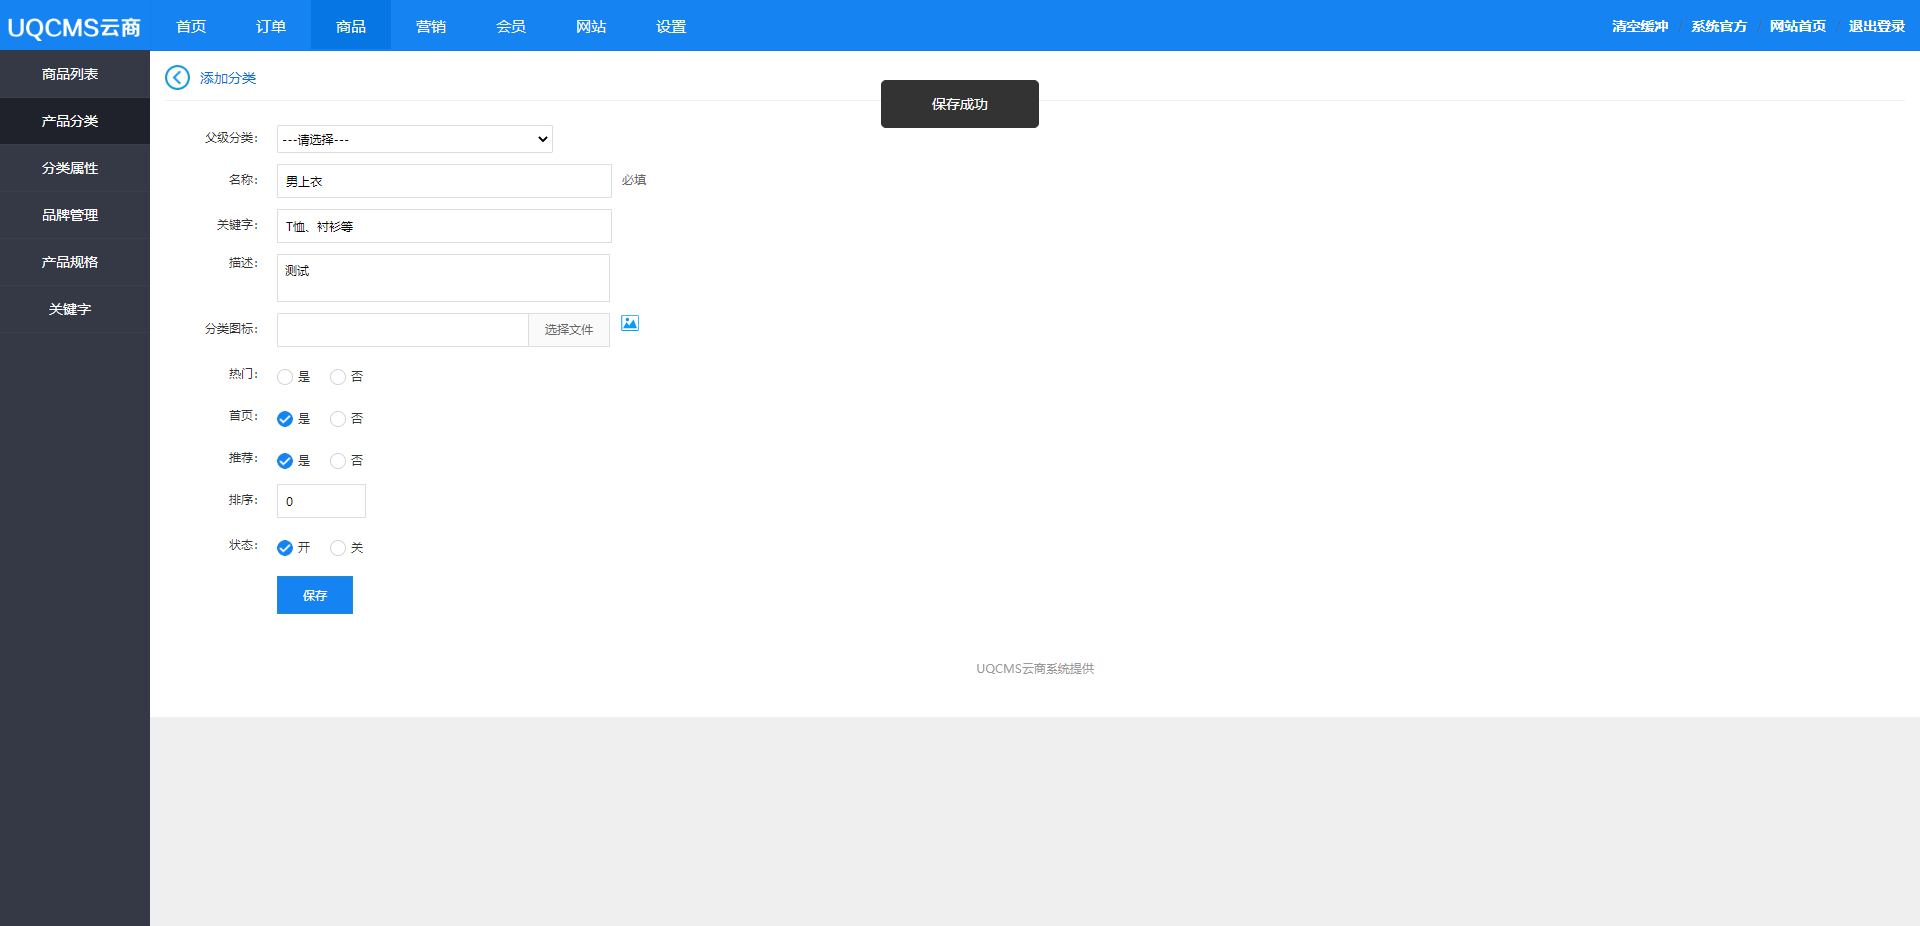 UQCMS云商 首页 订单 商品 营销 会员 网站 设置 清空缓冲 / 系统官方 / 网站首页 / 退出登录
商品列表
产品分类
分类属性
品牌管理
产品规格
关键字
添加分类
保存成功
父级分类： ---请选择---
名称： 男上衣 必填
关键字： T恤、衬衫等
描述： 测试
分类图标： 选择文件
热门： 是 否
首页： 是 否
推荐： 是 否
排序： 0
状态： 开 关
保存
UQCMS云商系统提供